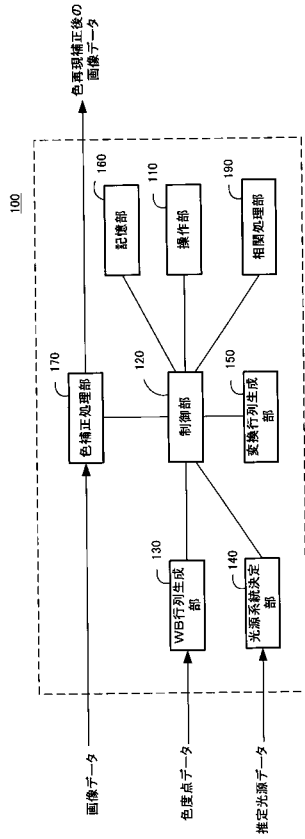 100
画像データ
色度点データ
推定光源データ
170
色補正処理部
色再現補正後の
画像データ
130
WB行列生成
部
140
光源系統決定
部
120
制御部
150
変換行列生成
部
160
記憶部
110
操作部
190
相関処理部